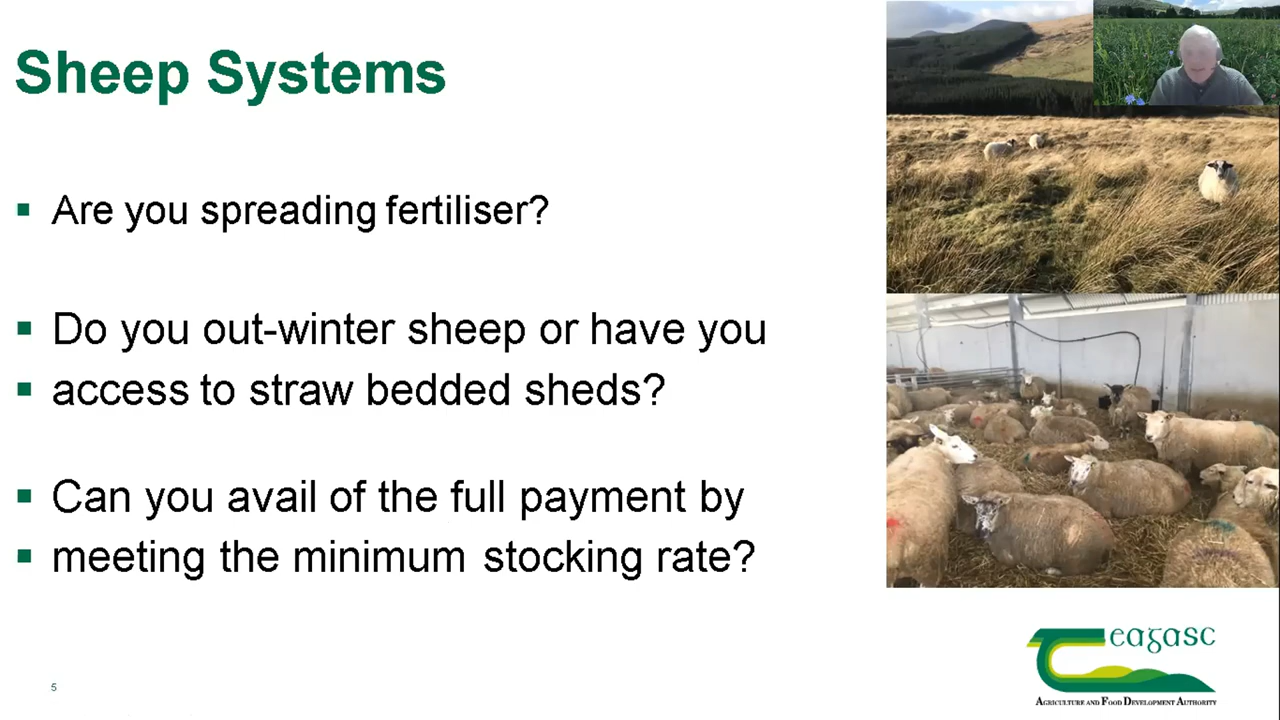 Sheep Systems
▪ Are you spreading fertiliser?
▪ Do you out-winter sheep or have you
▪ access to straw bedded sheds?
▪ Can you avail of the full payment by
▪ meeting the minimum stocking rate?
5
Teagasc
AGRICULTURE AND FOOD DEVELOPMENT AUTHORITY